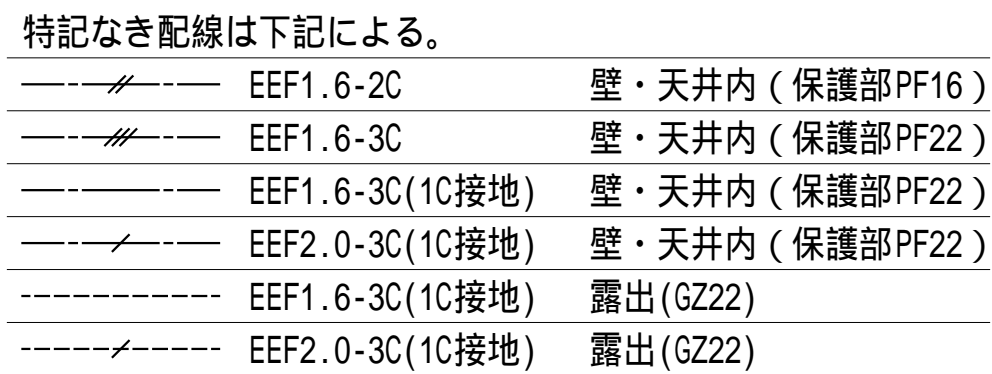 特記なき配線は下記による。
EEF1.6-2C 壁・天井内(保護部PF16)
EEF1.6-3C 壁・天井内(保護部PF22)
EEF1.6-3C(1C接地) 壁・天井内(保護部PF22)
EEF2.0-3C(1C接地) 壁・天井内(保護部PF22)
EEF1.6-3C(1C接地) 露出(GZ22)
EEF2.0-3C(1C接地) 露出(GZ22)